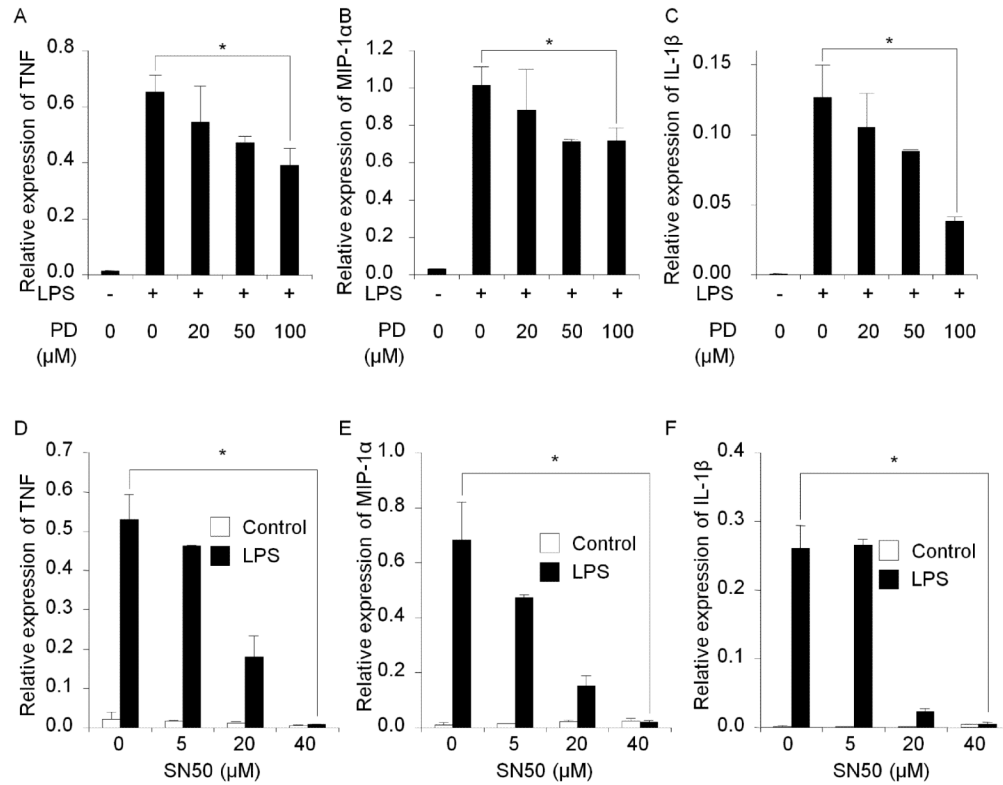 A
Relative expression of TNF
0.8
0.6
0.4
0.2
0.0
*
LPS - + + + +
PD 0 0 20 50 100
(µM)
B
Relative expression of MIP-1α
1.2
1.0
0.8
0.6
0.4
0.2
0.0
*
LPS - + + + +
PD 0 0 20 50 100
(µM)
C
Relative expression of IL-1β
0.15
0.10
0.05
0.00
*
LPS - + + + +
PD 0 0 20 50 100
(µM)
D
Relative expression of TNF
0.7
0.6
0.5
0.4
0.3
0.2
0.1
0.0
*
Control
LPS
0 5 20 40
SN50 (µM)
E
Relative expression of MIP-1α
1.0
0.8
0.6
0.4
0.2
0.0
*
Control
LPS
0 5 20 40
SN50 (µM)
F
Relative expression of IL-1β
0.4
0.3
0.2
0.1
0.0
*
Control
LPS
0 5 20 40
SN50 (µM)